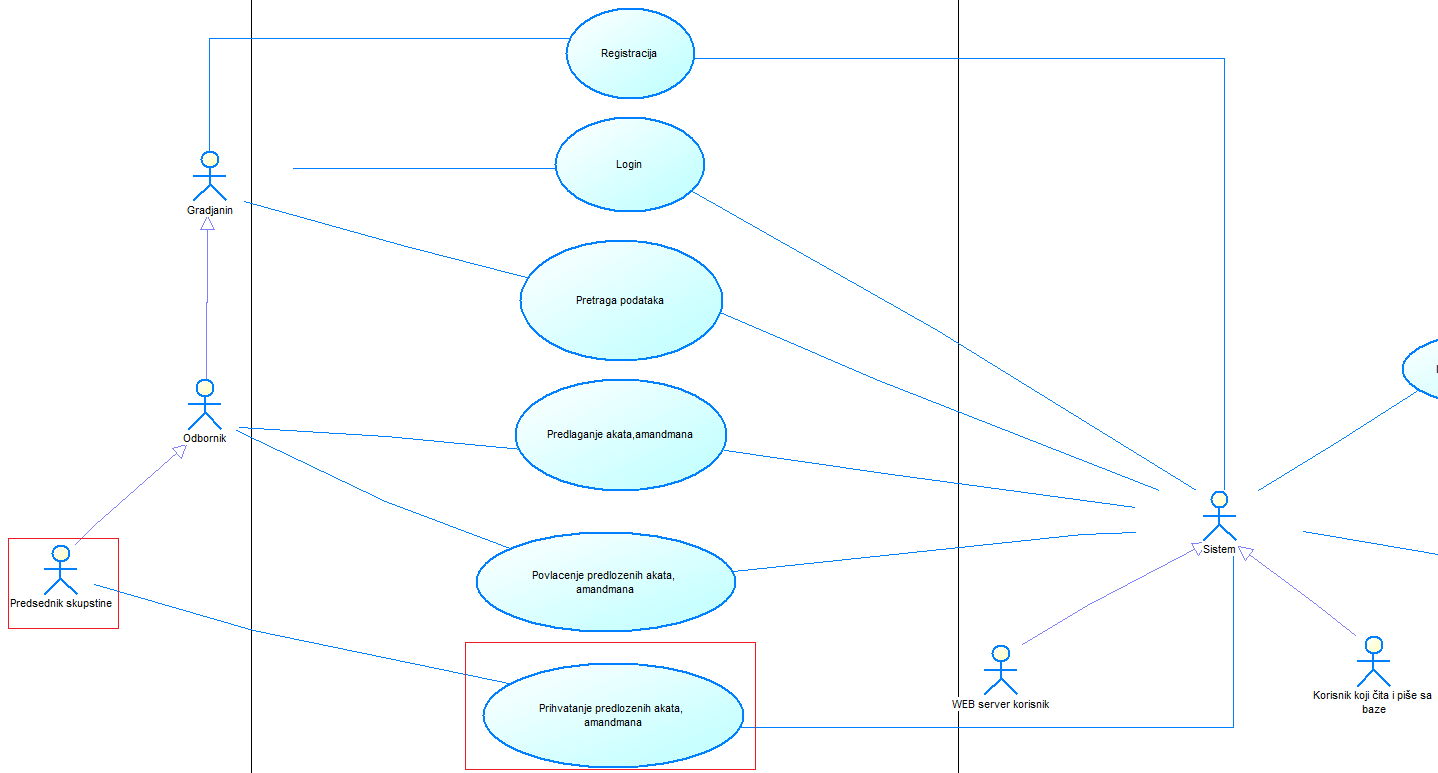 Registracija
Login
Gradjanin
Pretraga podataka
Predlaganje akata,amandmana
Odbornik
Sistem
Povlacenje predlozenih akata,
amandmana
Predsednik skupstine
Prihvatanje predlozenih akata,
amandmana
WEB server korisnik
Korisnik koji čita i piše sa
baze